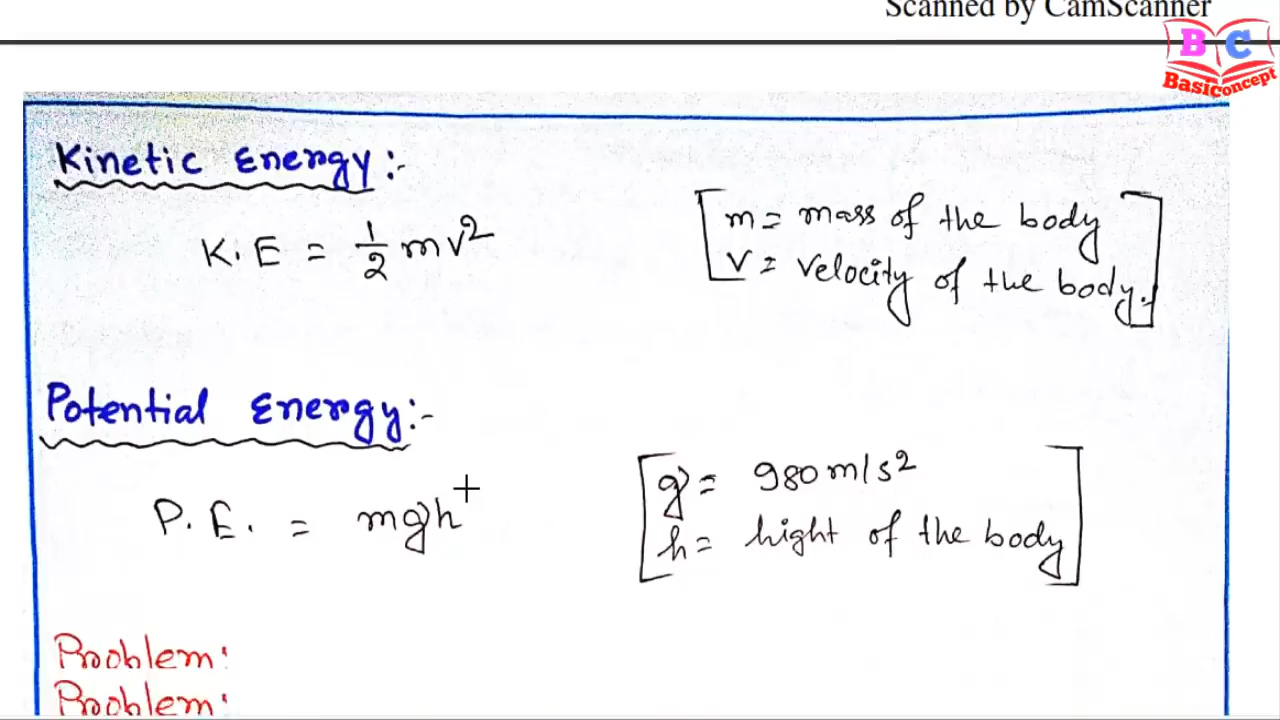 Scanned by CamScanner
B C
BasicConcept
Kinetic Energy:-
K.E = 1/2 mv²
[m = mass of the body
v = velocity of the body.]
Potential Energy:-
P.E. = mgh
[g = 980 m/s²
h = hight of the body]
Problem:
Problem: